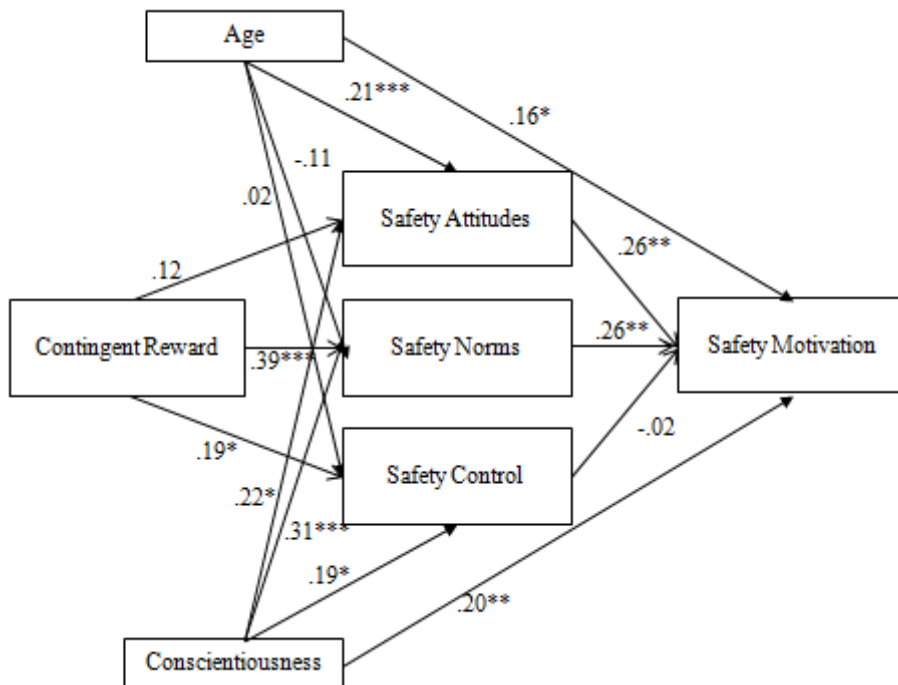 Age
.21***
.16*
-.11
.02
Safety Attitudes
.26**
.12
Contingent Reward
.39***
Safety Norms
.26**
Safety Motivation
.19*
Safety Control
-.02
.22*
.31***
.19*
.20**
Conscientiousness